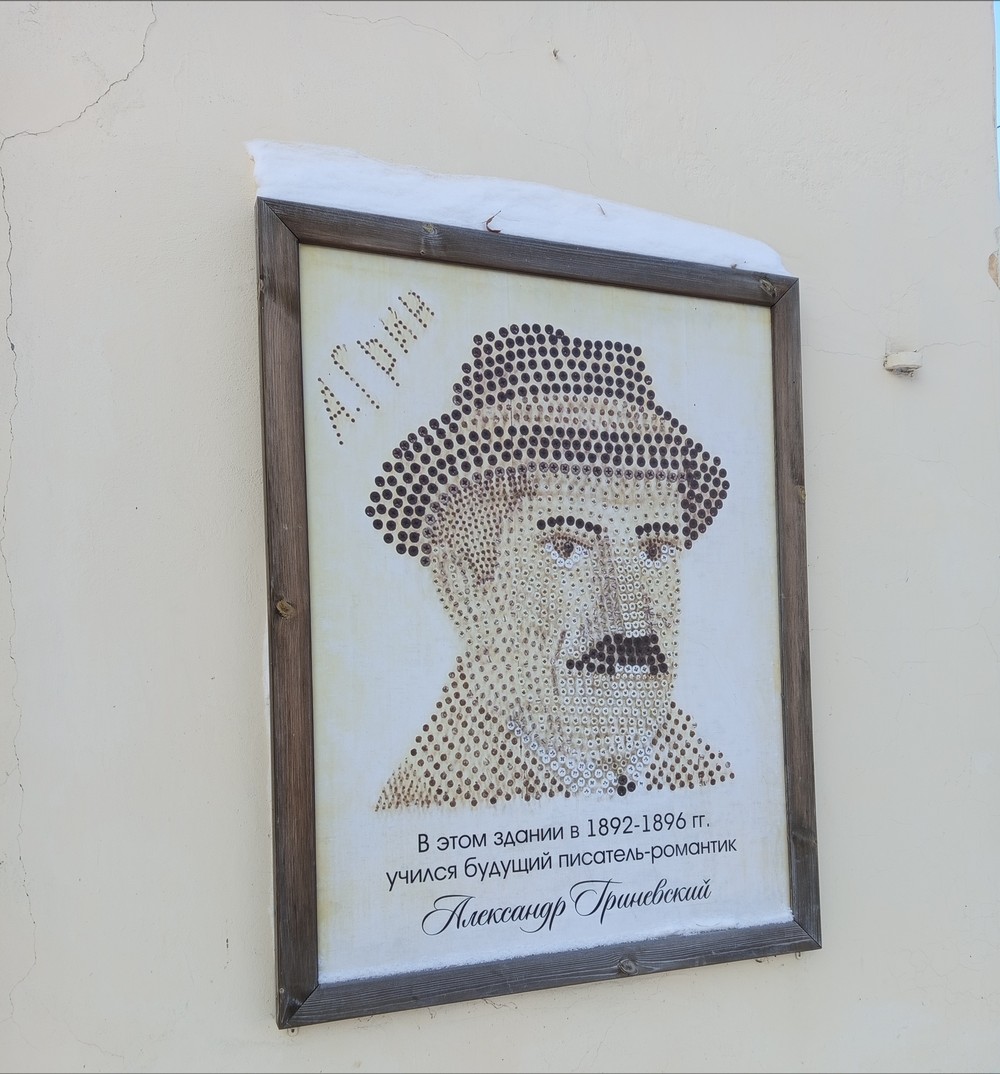 А.Грин
В этом здании в 1892-1896 гг.
учился будущий писатель-романтик
Александр Гриневский